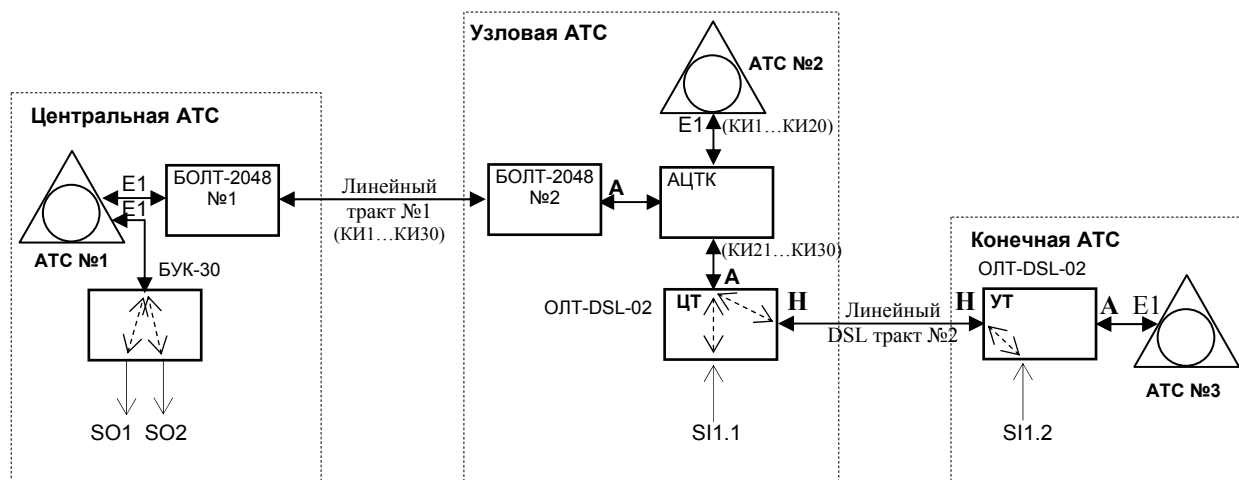 Центральная АТС
E1
E1
АТС №1
БОЛТ-2048
№1
БУК-30
SO1 SO2
Линейный
тракт №1
(КИ1…КИ30)
Узловая АТС
АТС №2
E1 (КИ1…КИ20)
БОЛТ-2048
№2
А
АЦТК
(КИ21…КИ30)
А
ОЛТ-DSL-02
ЦТ
Н
SI1.1
Линейный
DSL тракт №2
Конечная АТС
ОЛТ-DSL-02
Н
УТ
А
E1
АТС №3
SI1.2